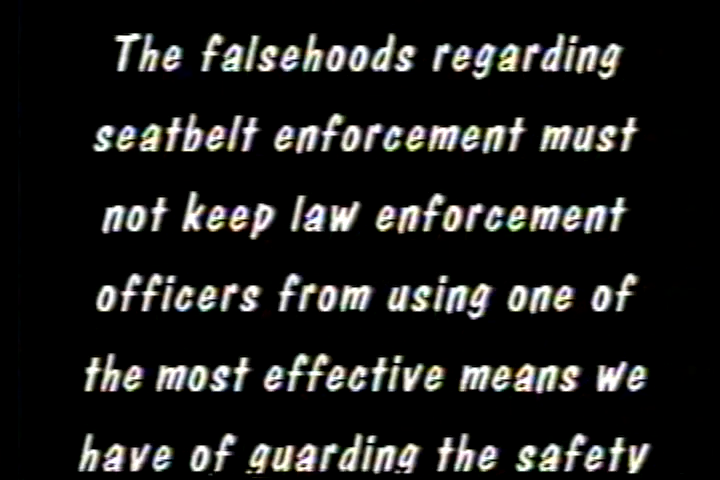 The falsehoods regarding
seatbelt enforcement must
not keep law enforcement
officers from using one of
the most effective means we
have of guarding the safety